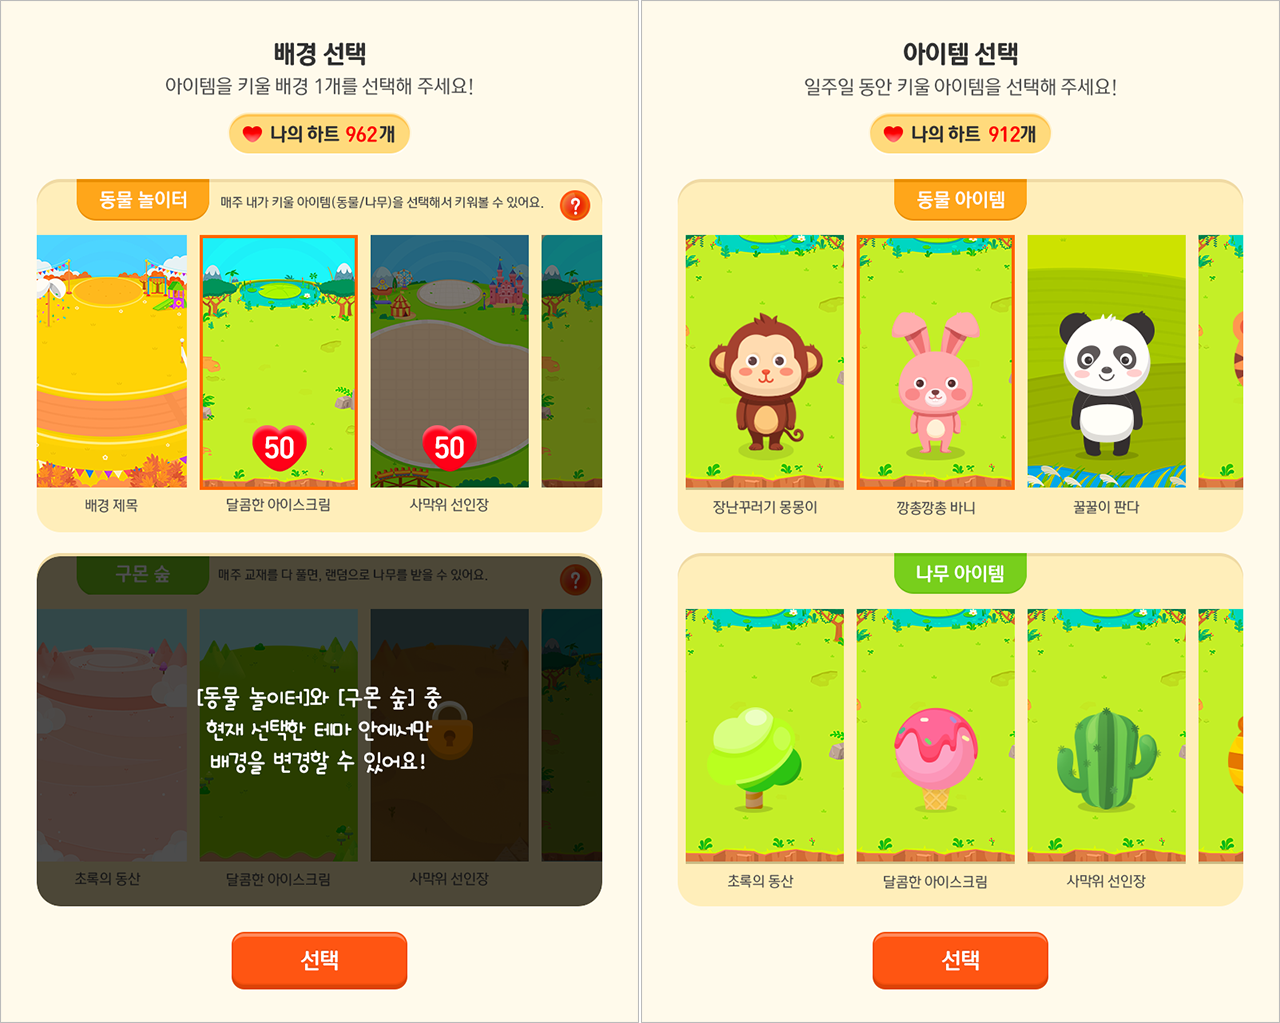 배경 선택
아이템을 키울 배경 1개를 선택해 주세요!
나의 하트 962개
동물 놀이터
매주 내가 키울 아이템(동물/나무)을 선택해서 키워볼 수 있어요.
?
50
50
배경 제목
달콤한 아이스크림
사막위 선인장
구몬 숲
매주 교재를 다 풀면, 랜덤으로 나무를 받을 수 있어요.
?
[동물 놀이터]와 [구몬 숲] 중
현재 선택한 테마 안에서만
배경을 변경할 수 있어요!
초록의 동산
달콤한 아이스크림
사막위 선인장
선택
아이템 선택
일주일 동안 키울 아이템을 선택해 주세요!
나의 하트 912개
동물 아이템
장난꾸러기 몽몽이
깡총깡총 바니
꿀꿀이 판다
나무 아이템
초록의 동산
달콤한 아이스크림
사막위 선인장
선택